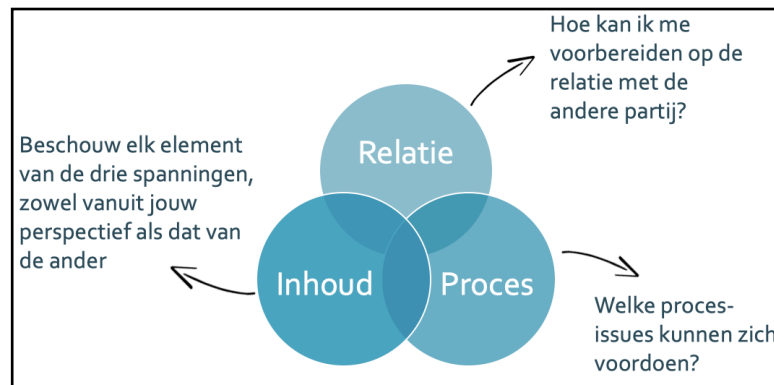 Hoe kan ik me
voorbereiden op de
relatie met de
andere partij?
Beschouw elk element
van de drie spanningen,
zowel vanuit jouw
perspectief als dat van
de ander
Relatie
Inhoud
Proces
Welke proces-
issues kunnen zich
voordoen?